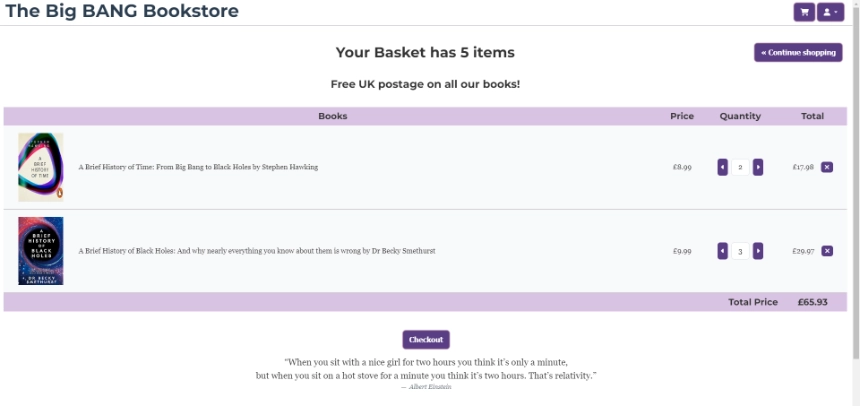 The Big BANG Bookstore
Your Basket has 5 items
« Continue shopping
Free UK postage on all our books!
Books Price Quantity Total
A BRIEF HISTORY OF TIME
A Brief History of Time: From Big Bang to Black Holes by Stephen Hawking £8.99 2 £17.98
A BRIEF HISTORY OF BLACK HOLES
DR BECKY SMETHURST
A Brief History of Black Holes: And why nearly everything you know about them is wrong by Dr Becky Smethurst £9.99 3 £29.97
Total Price £65.93
Checkout
“When you sit with a nice girl for two hours you think it’s only a minute,
but when you sit on a hot stove for a minute you think it’s two hours. That’s relativity.”
— Albert Einstein